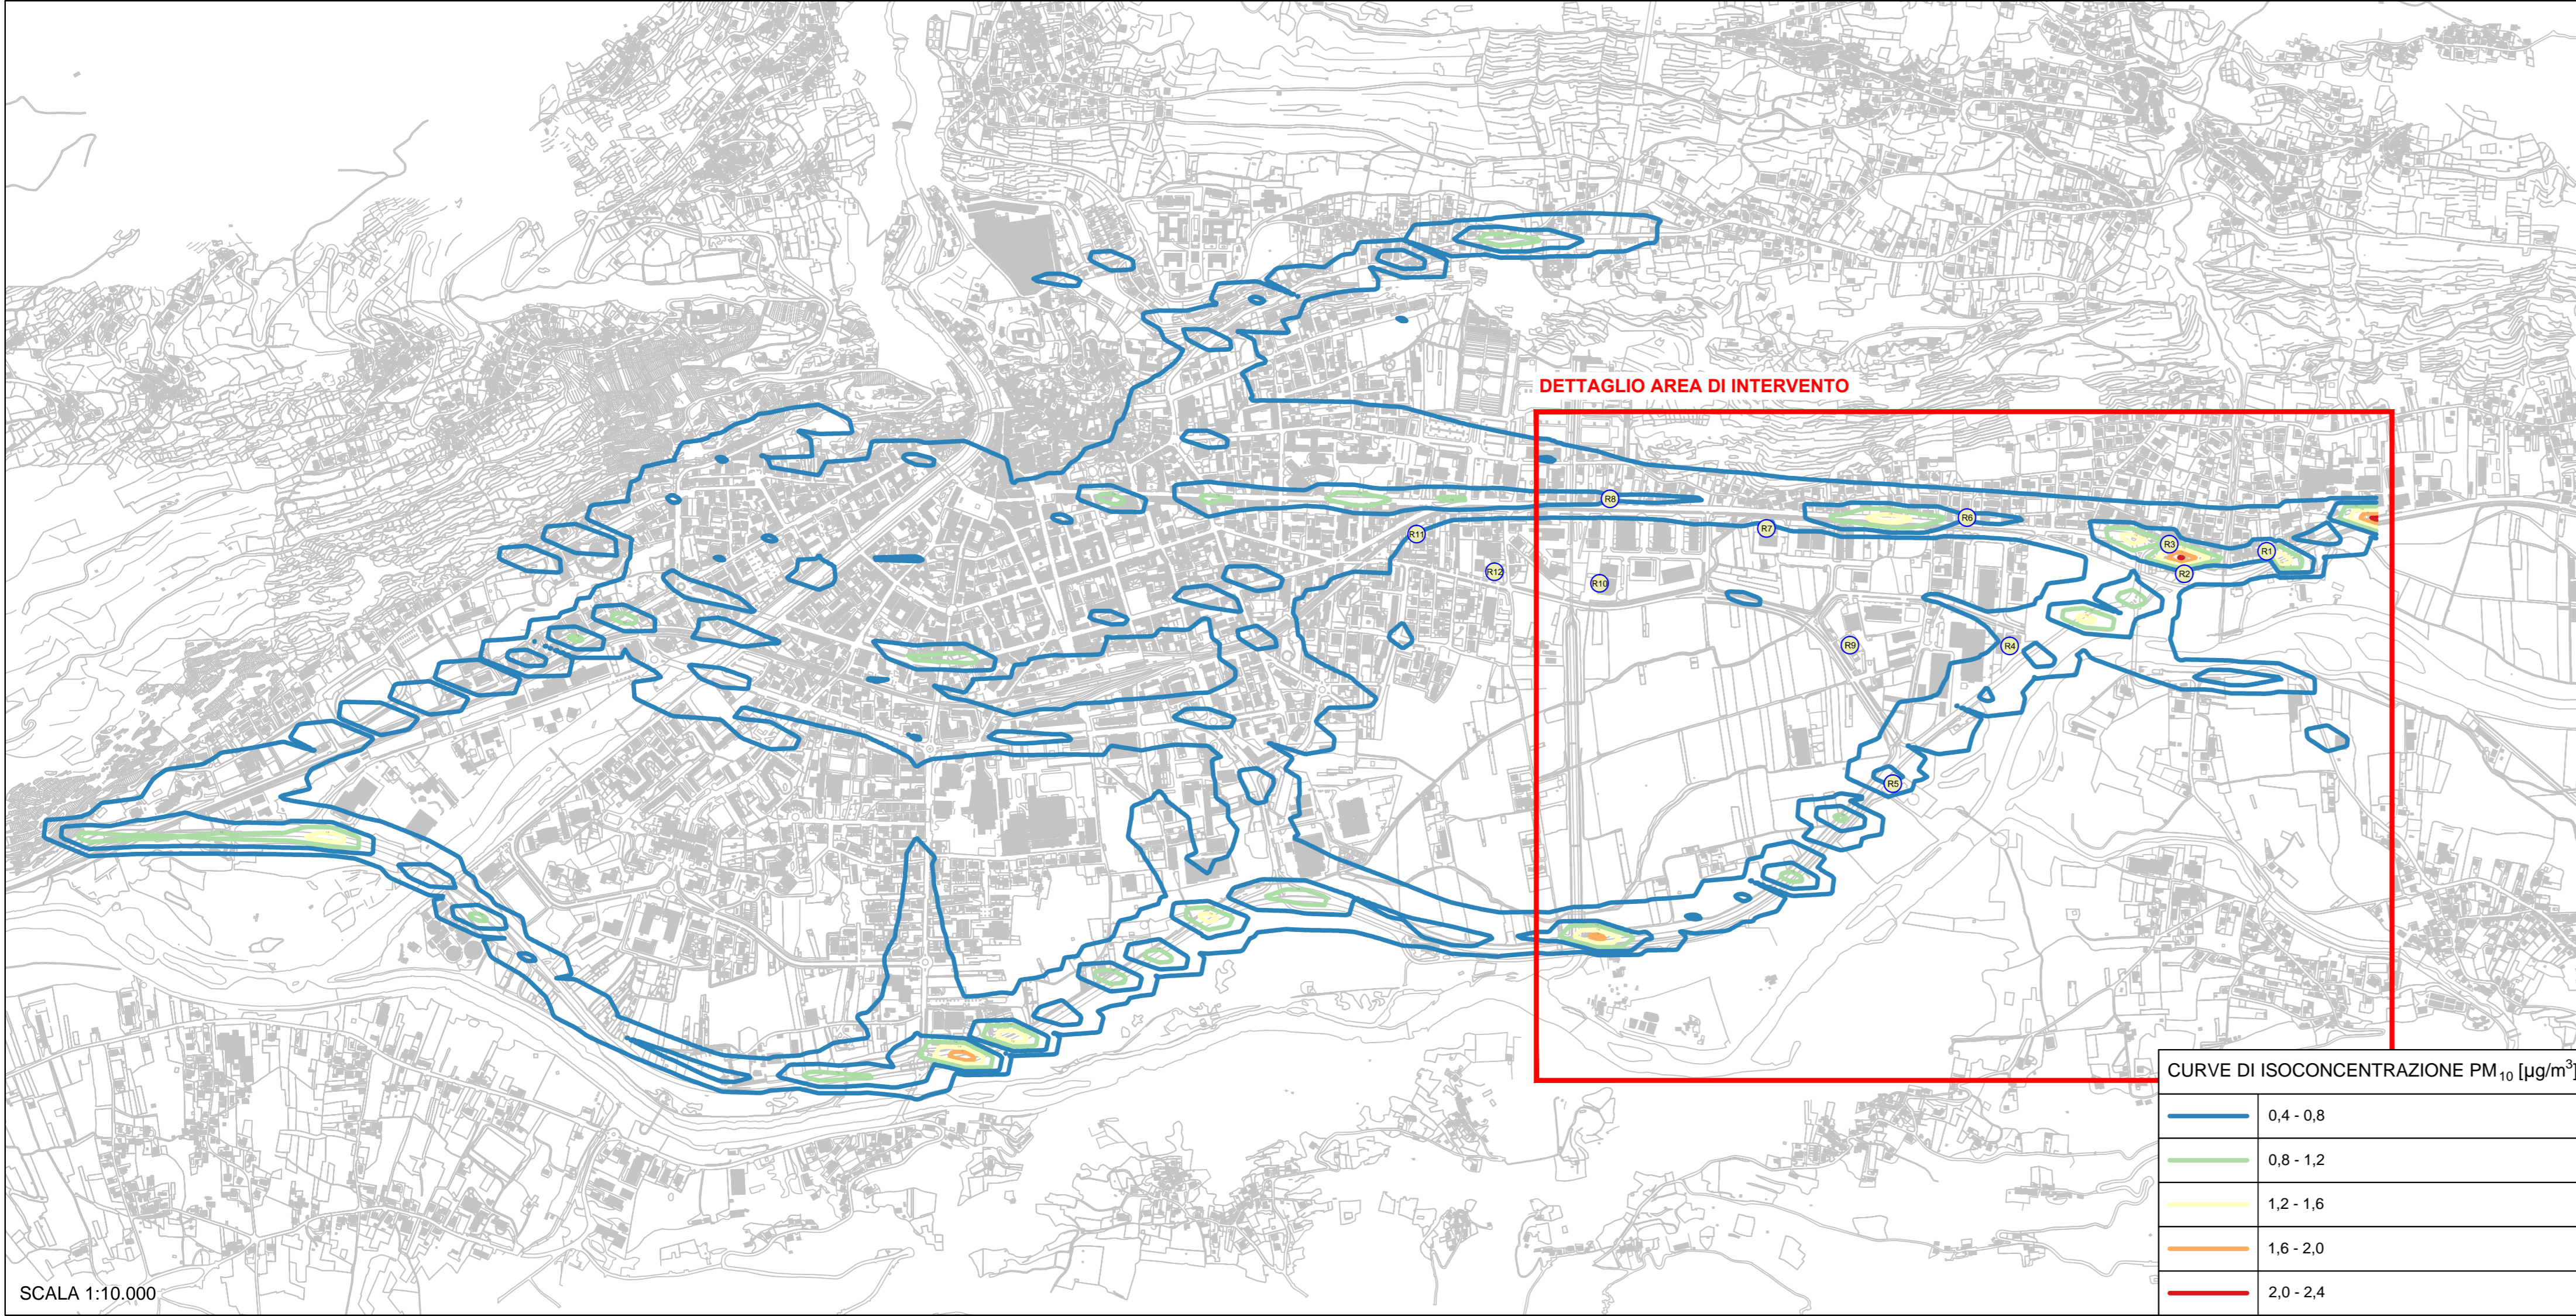 DETTAGLIO AREA DI INTERVENTO
R8
R6
R7
R11
R3
R1
R2
R12
R10
R9
R4
R5
CURVE DI ISOCONCENTRAZIONE PM10 [µg/m3]
0,4 - 0,8
0,8 - 1,2
1,2 - 1,6
1,6 - 2,0
2,0 - 2,4
SCALA 1:10.000